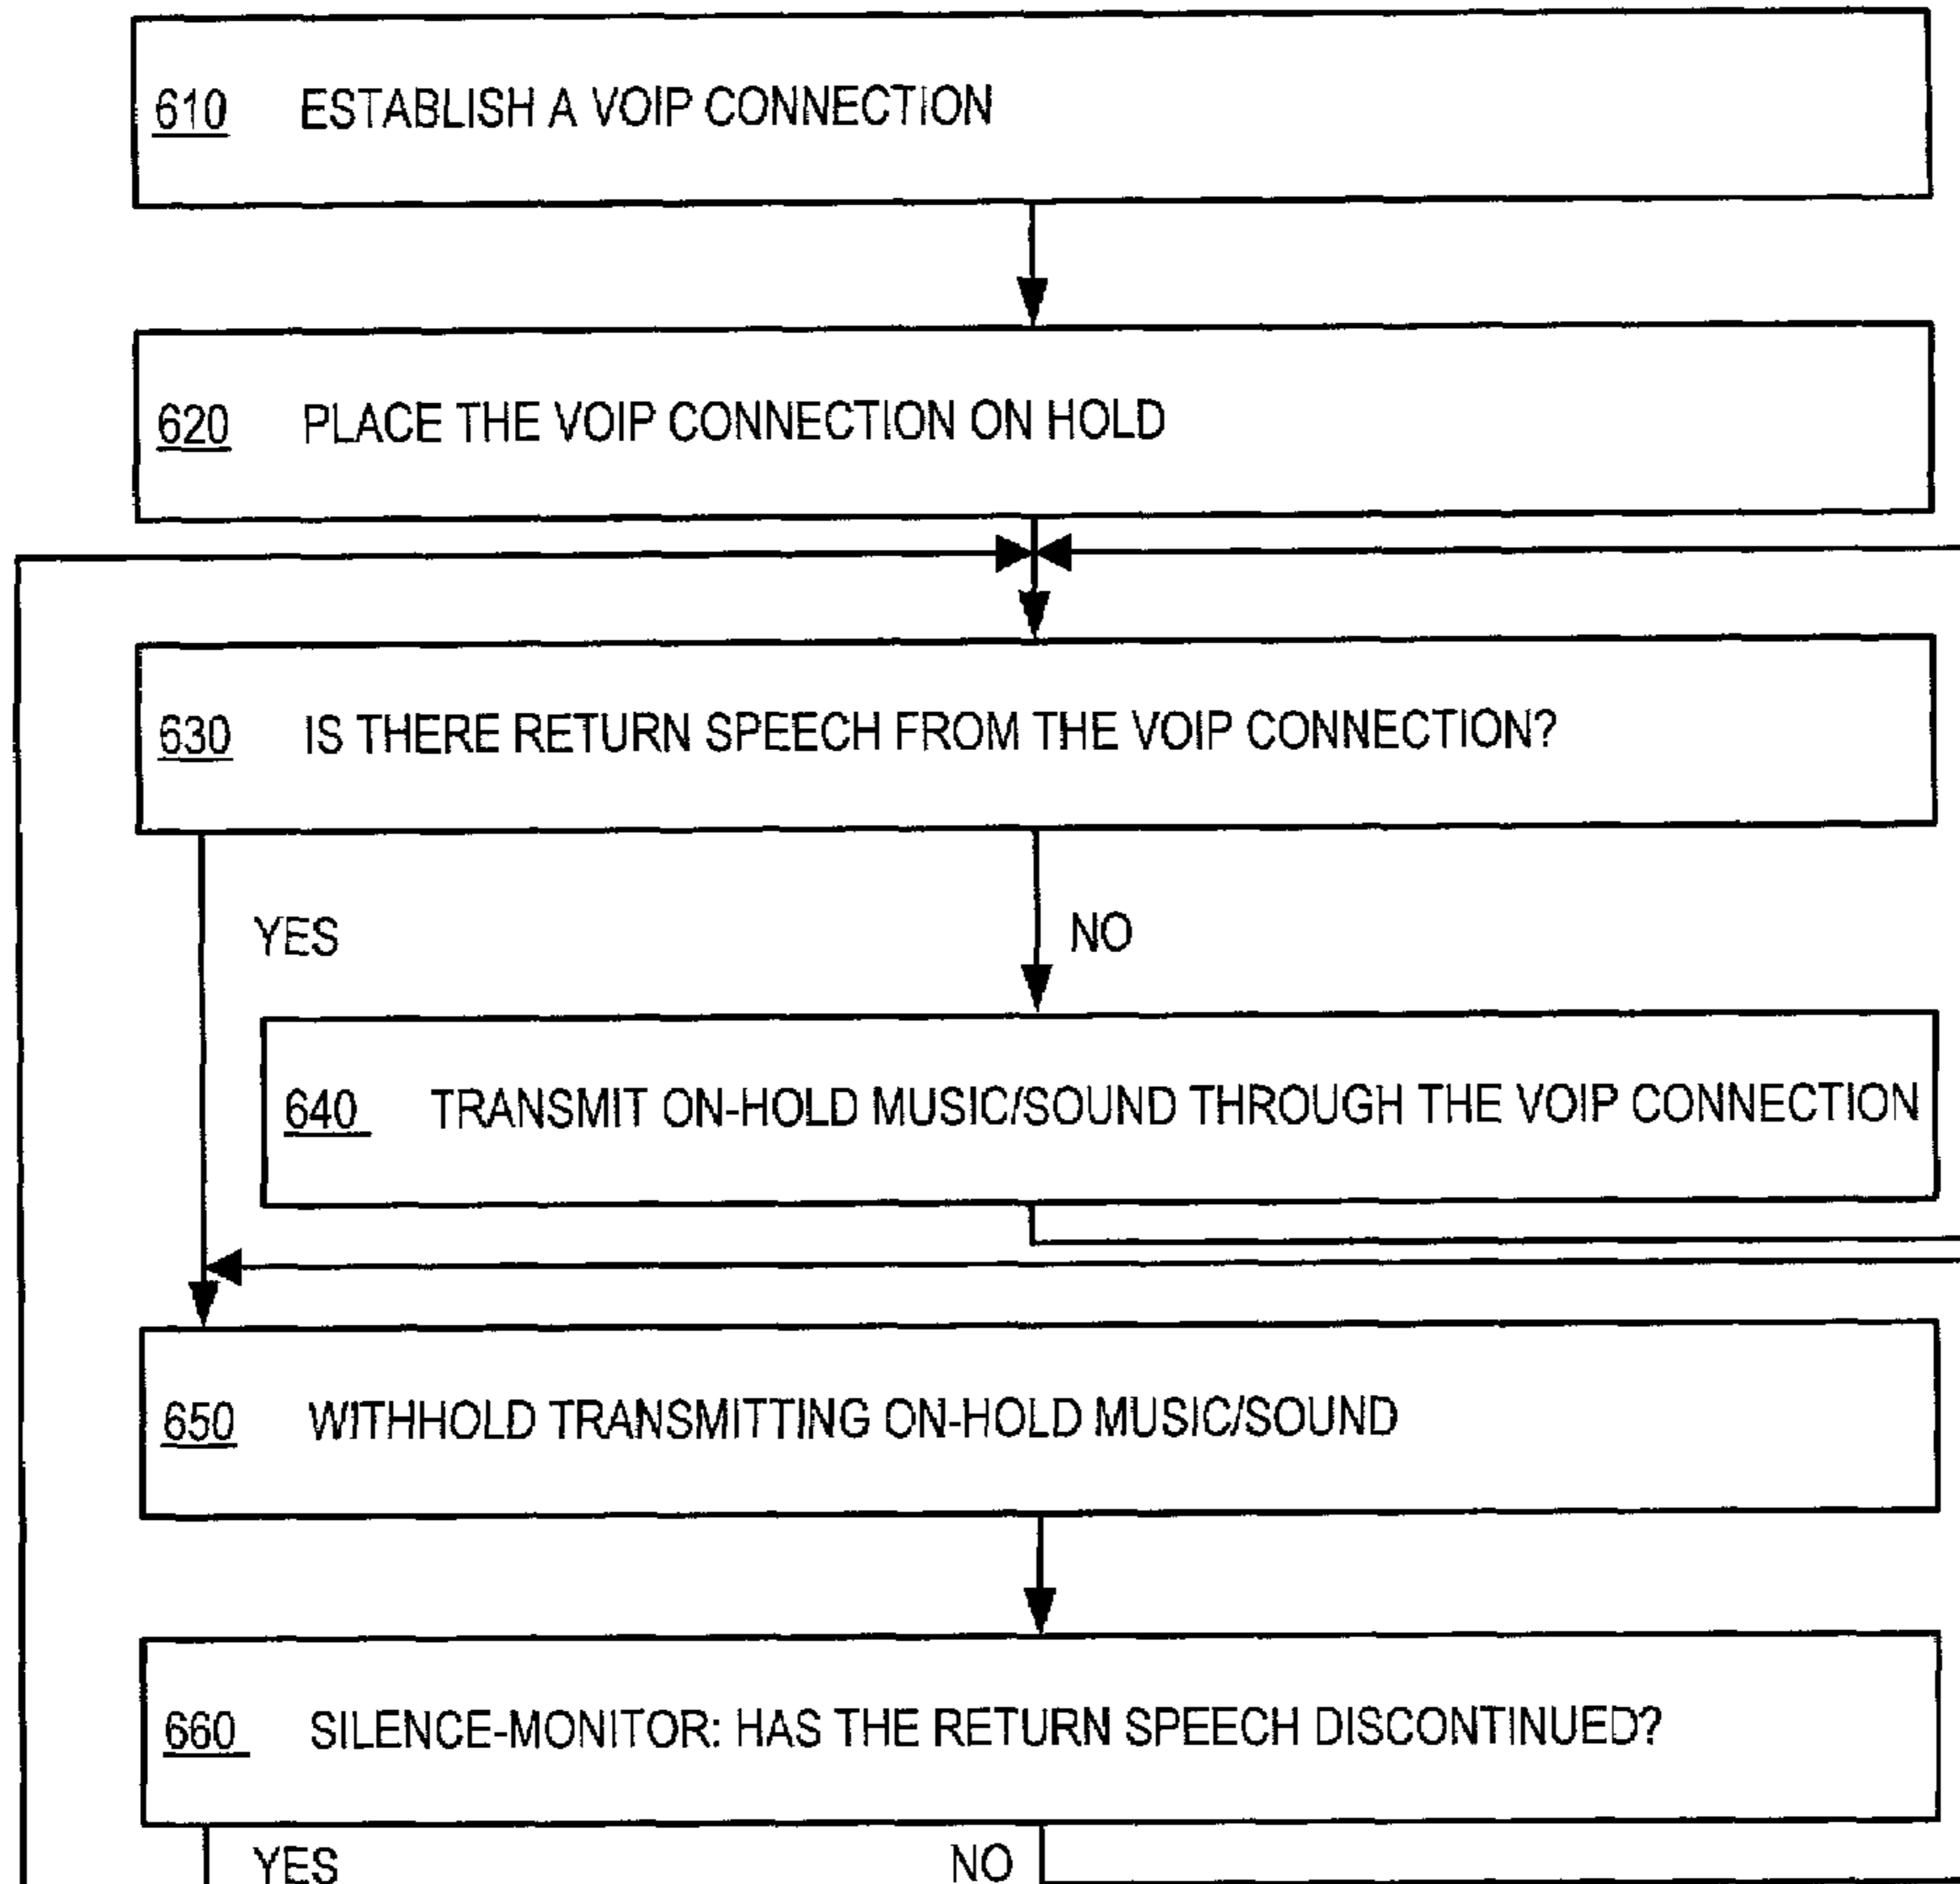 610 ESTABLISH A VOIP CONNECTION
620 PLACE THE VOIP CONNECTION ON HOLD
630 IS THERE RETURN SPEECH FROM THE VOIP CONNECTION?
YES NO
640 TRANSMIT ON-HOLD MUSIC/SOUND THROUGH THE VOIP CONNECTION
650 WITHHOLD TRANSMITTING ON-HOLD MUSIC/SOUND
660 SILENCE-MONITOR: HAS THE RETURN SPEECH DISCONTINUED?
YES NO